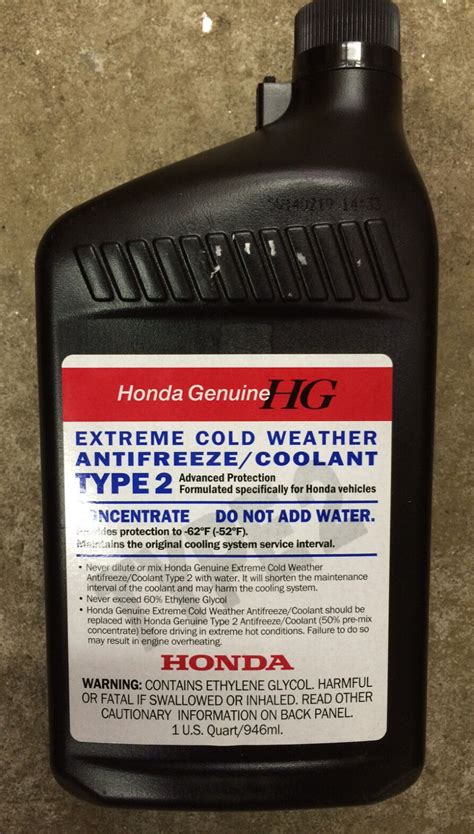 SG140219 14:33
Honda Genuine HG
EXTREME COLD WEATHER
ANTIFREEZE/COOLANT
TYPE 2 Advanced Protection
Formulated specifically for Honda vehicles
CONCENTRATE DO NOT ADD WATER.
Provides protection to -62°F (-52°F).
Maintains the original cooling system service interval.
• Never dilute or mix Honda Genuine Extreme Cold Weather
Antifreeze/Coolant Type 2 with water. It will shorten the maintenance
interval of the coolant and may harm the cooling system.
• Never exceed 60% Ethylene Glycol
• Honda Genuine Extreme Cold Weather Antifreeze/Coolant should be
replaced with Honda Genuine Type 2 Antifreeze/Coolant (50% pre-mix
concentrate) before driving in extreme hot conditions. Failure to do so
may result in engine overheating.
HONDA
WARNING: CONTAINS ETHYLENE GLYCOL. HARMFUL
OR FATAL IF SWALLOWED OR INHALED. READ OTHER
CAUTIONARY INFORMATION ON BACK PANEL.
1 U.S. Quart/946ml.